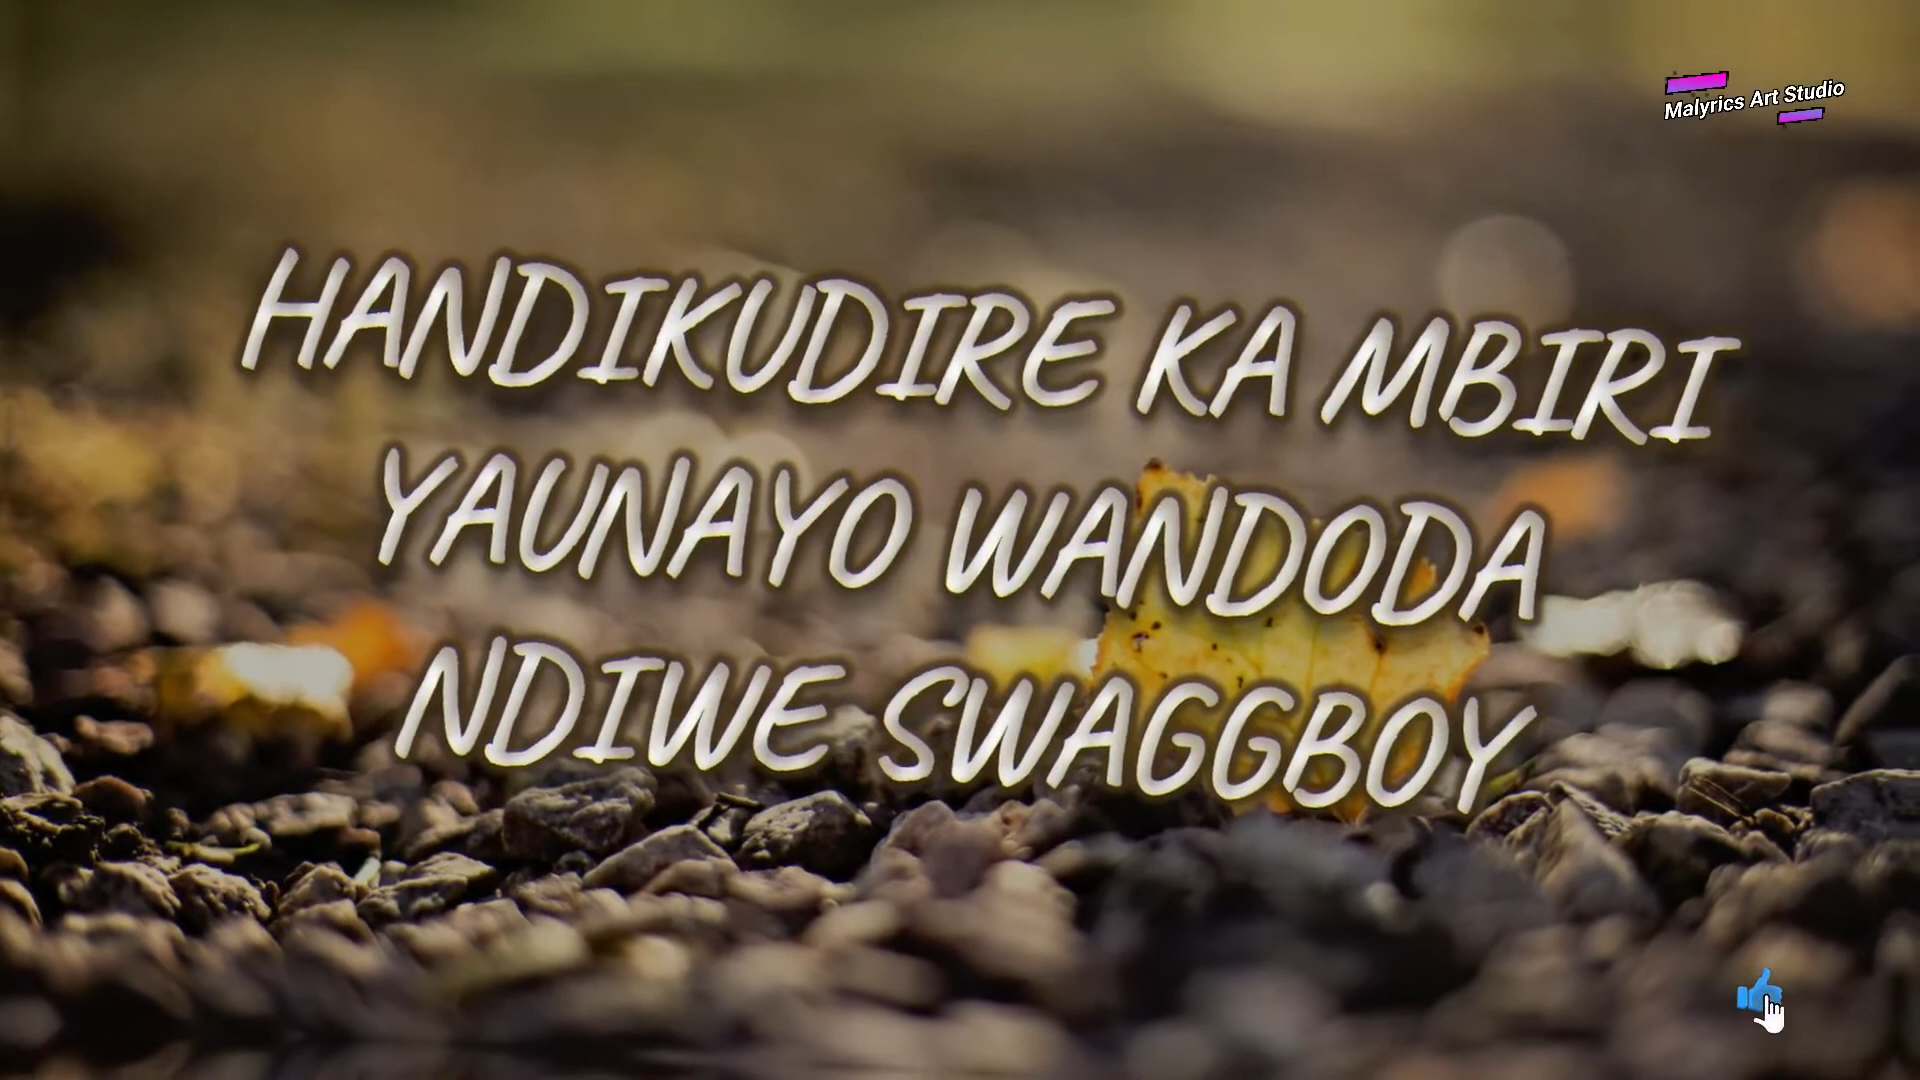 Malyrics Art Studio
HANDIKUDIRE KA MBIRI
YAUNAYO WANDODA
NDIWE SWAGGBOY